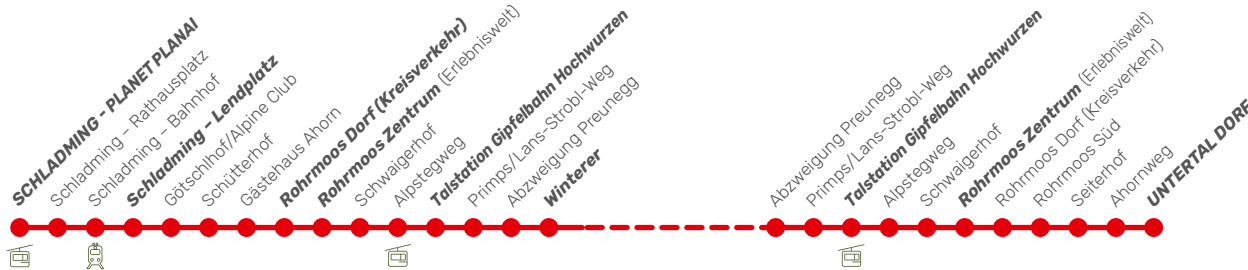 SCHLADMING - PLANET PLANAI
Schladming - Rathausplatz
Schladming - Bahnhof
Schladming - Lendplatz
Götschlhof/Alpine Club
Schütterhof
Gästehaus Ahorn
Rohrmoos Dorf (Kreisverkehr)
Rohrmoos Zentrum (Erlebniswelt)
Schwaigerhof
Alpstegweg
Talstation Gipfelbahn Hochwurzen
Primps/Lans-Strobl-Weg
Abzweigung Preunegg
Winterer
Abzweigung Preunegg
Primps/Lans-Strobl-Weg
Talstation Gipfelbahn Hochwurzen
Alpstegweg
Schwaigerhof
Rohrmoos Zentrum (Erlebniswelt)
Rohrmoos Dorf (Kreisverkehr)
Rohrmoos Süd
Seiterhof
Ahornweg
UNTERTAL DORF